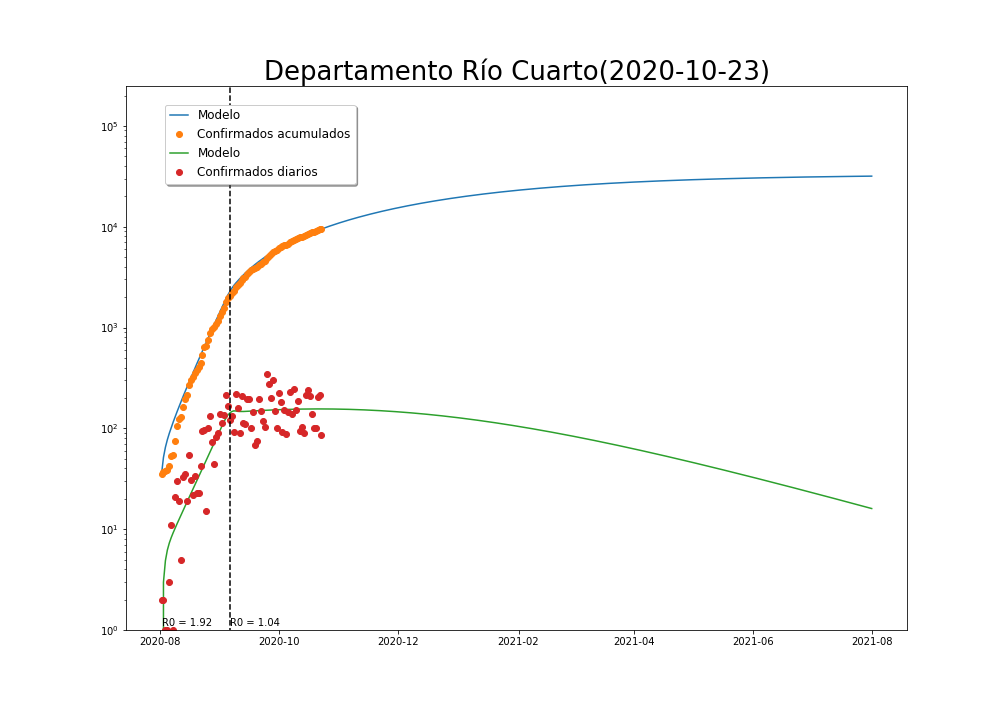 Departamento Río Cuarto(2020-10-23)
Modelo
Confirmados acumulados
Modelo
Confirmados diarios
10^5
10^4
10^3
10^2
10^1
10^0
R0 = 1.92
R0 = 1.04
2020-08
2020-10
2020-12
2021-02
2021-04
2021-06
2021-08